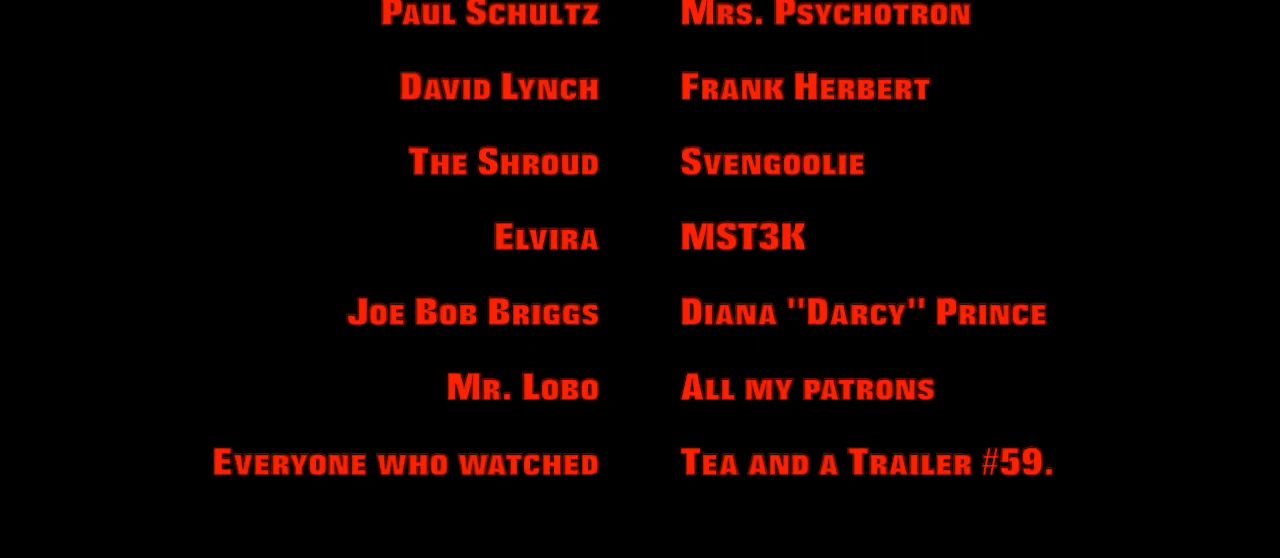 Paul Schultz Mrs. Psychotron
David Lynch Frank Herbert
The Shroud Svengoolie
Elvira MST3K
Joe Bob Briggs Diana "Darcy" Prince
Mr. Lobo All my patrons
Everyone who watched Tea and a Trailer #59.